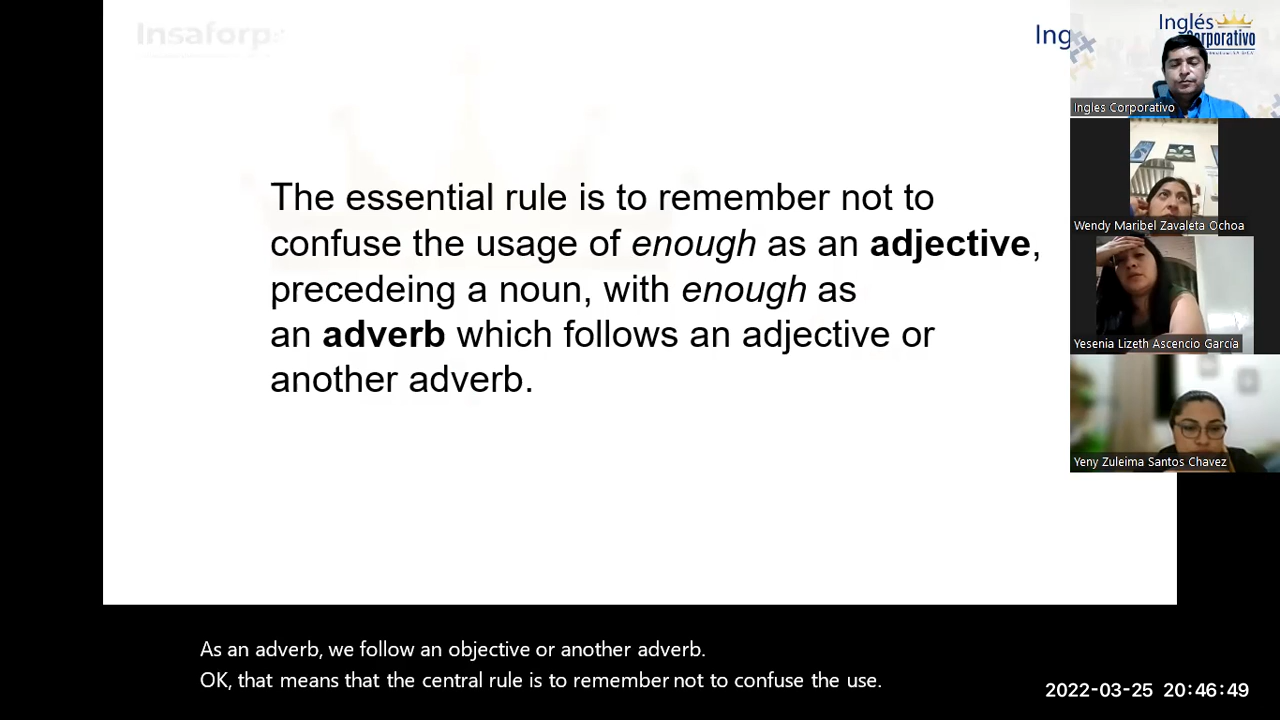 Insaforp
Ing
Inglés
Corporativo
Ingles Corporativo
Wendy Maribel Zavaleta Ochoa
Yesenia Lizeth Ascencio García
Yeny Zuleima Santos Chavez
The essential rule is to remember not to
confuse the usage of enough as an adjective,
precedeing a noun, with enough as
an adverb which follows an adjective or
another adverb.
As an adverb, we follow an objective or another adverb.
OK, that means that the central rule is to remember not to confuse the use.
2022-03-25 20:46:49